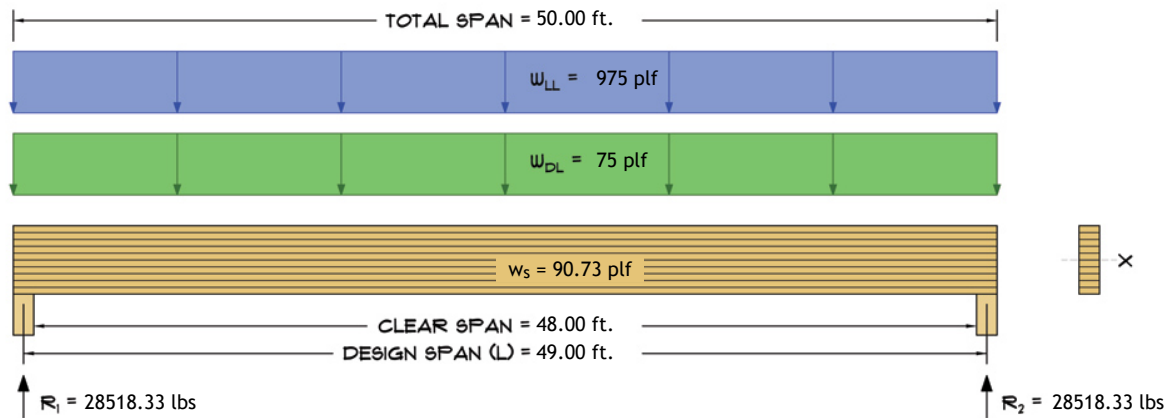 TOTAL SPAN = 50.00 ft.
wLL = 975 plf
wDL = 75 plf
ws = 90.73 plf
X
CLEAR SPAN = 48.00 ft.
DESIGN SPAN (L) = 49.00 ft.
R1 = 28518.33 lbs
R2 = 28518.33 lbs